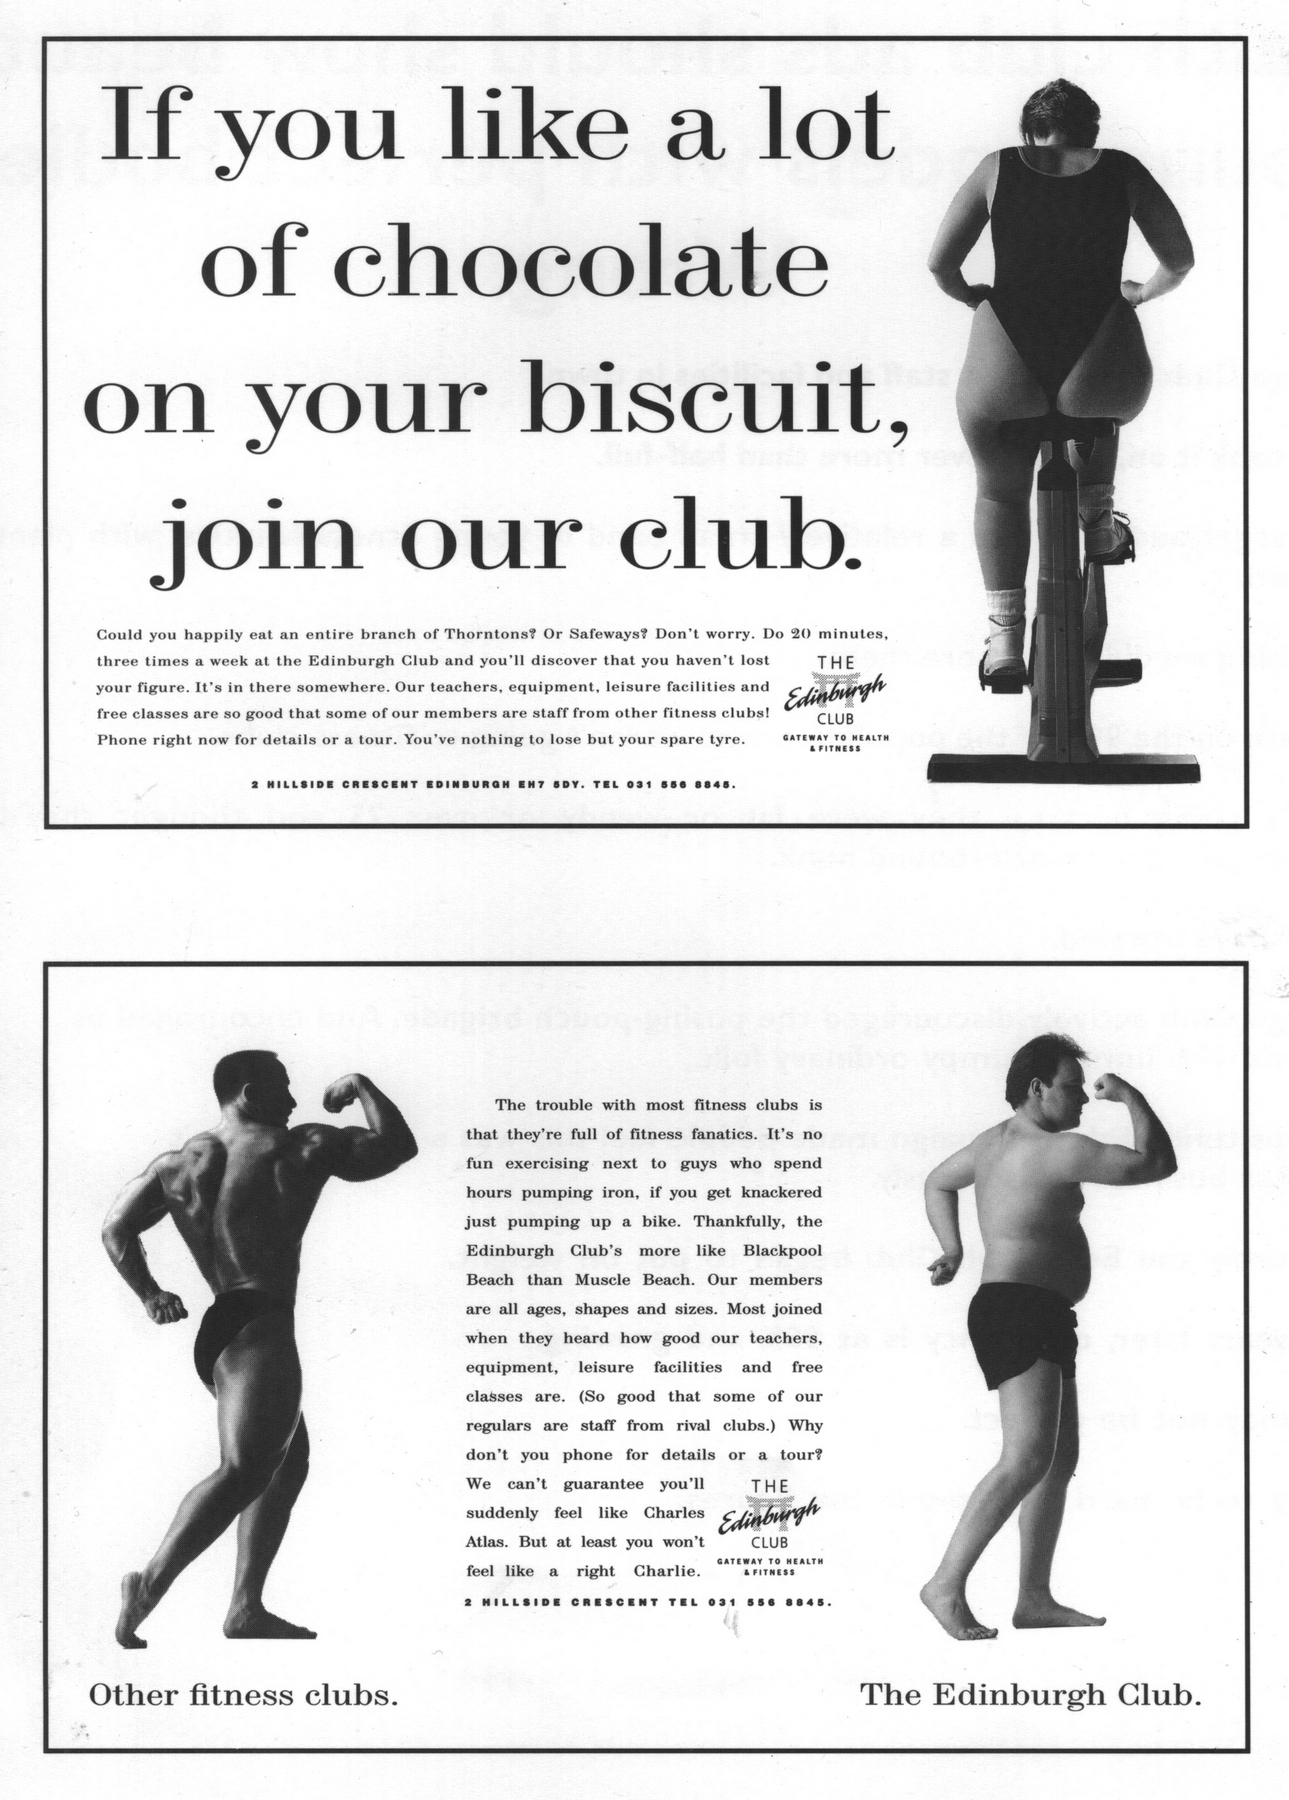 If you like a lot
of chocolate
on your biscuit,
join our club.
Could you happily eat an entire branch of Thorntons? Or Safeways? Don't worry. Do 20 minutes,
three times a week at the Edinburgh Club and you'll discover that you haven't lost
your figure. It's in there somewhere. Our teachers, equipment, leisure facilities and
free classes are so good that some of our members are staff from other fitness clubs!
Phone right now for details or a tour. You've nothing to lose but your spare tyre.
THE
Edinburgh
CLUB
GATEWAY TO HEALTH
& FITNESS
2 HILLSIDE CRESCENT EDINBURGH EH7 5DY. TEL 031 556 8845.
The trouble with most fitness clubs is
that they're full of fitness fanatics. It's no
fun exercising next to guys who spend
hours pumping iron, if you get knackered
just pumping up a bike. Thankfully, the
Edinburgh Club's more like Blackpool
Beach than Muscle Beach. Our members
are all ages, shapes and sizes. Most joined
when they heard how good our teachers,
equipment, leisure facilities and free
classes are. (So good that some of our
regulars are staff from rival clubs.) Why
don't you phone for details or a tour?
We can't guarantee you'll
suddenly feel like Charles
Atlas. But at least you won't
feel like a right Charlie.
THE
Edinburgh
CLUB
GATEWAY TO HEALTH
& FITNESS
2 HILLSIDE CRESCENT TEL 031 556 8845.
Other fitness clubs.
The Edinburgh Club.